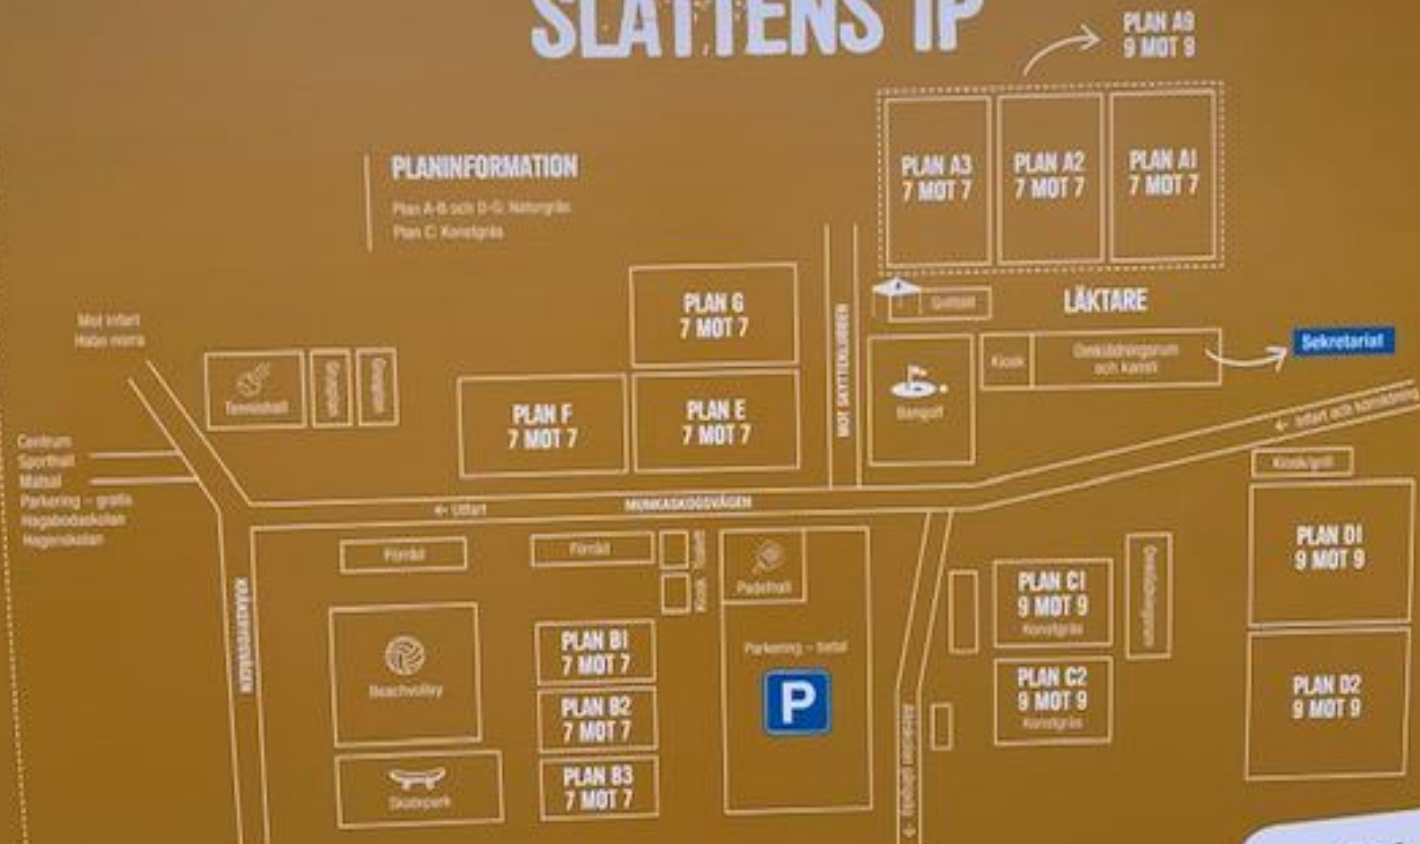 SLÄTTENS IP
PLAN A9
9 MOT 9
PLAN A3
7 MOT 7
PLAN A2
7 MOT 7
PLAN A1
7 MOT 7
PLANINFORMATION
Plan A-B och D-G: Naturgräs
Plan C: Konstgräs
PLAN G
7 MOT 7
LÄKTARE
Mot infart
Habo norra
MOT SKYTTEKLUBBEN
Kiosk
Omklädningsrum
och kansli
Sekretariat
Tennishall
PLAN F
7 MOT 7
PLAN E
7 MOT 7
Bangolf
← Infart och körriktning
Centrum
Sporthall
Matsal
Parkering – gratis
Hagabodaskolan
Hagenskolan
Kiosk/grill
← Utfart
MUNKASKOGSVÄGEN
Förråd
Förråd
Kiosk
Padelhall
PLAN C1
9 MOT 9
Konstgräs
Omklädningsrum
PLAN D1
9 MOT 9
Beachvolley
PLAN B1
7 MOT 7
Parkering – betal
P
PLAN C2
9 MOT 9
Konstgräs
PLAN D2
9 MOT 9
PLAN B2
7 MOT 7
Skatepark
PLAN B3
7 MOT 7